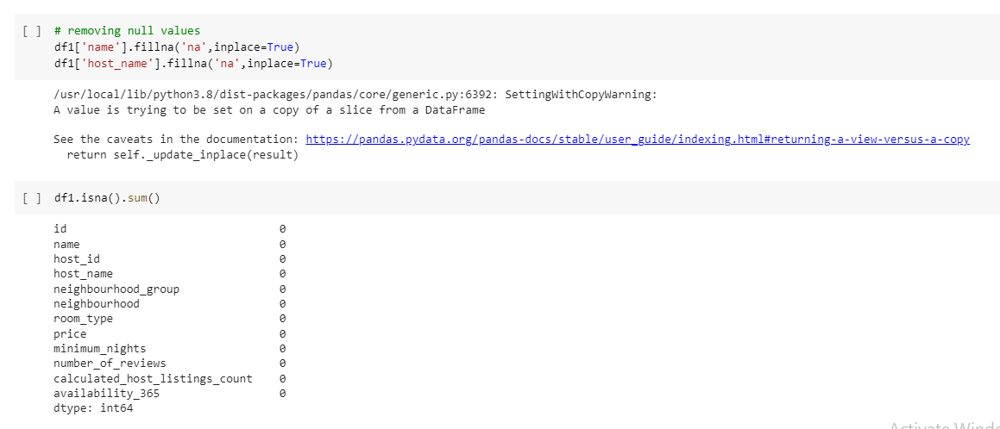 [ ] # removing null values
df1['name'].fillna('na',inplace=True)
df1['host_name'].fillna('na',inplace=True)
/usr/local/lib/python3.8/dist-packages/pandas/core/generic.py:6392: SettingWithCopyWarning:
A value is trying to be set on a copy of a slice from a DataFrame
See the caveats in the documentation: https://pandas.pydata.org/pandas-docs/stable/user_guide/indexing.html#returning-a-view-versus-a-copy
return self._update_inplace(result)
[ ] df1.isna().sum()
id 0
name 0
host_id 0
host_name 0
neighbourhood_group 0
neighbourhood 0
room_type 0
price 0
minimum_nights 0
number_of_reviews 0
calculated_host_listings_count 0
availability_365 0
dtype: int64
Activate